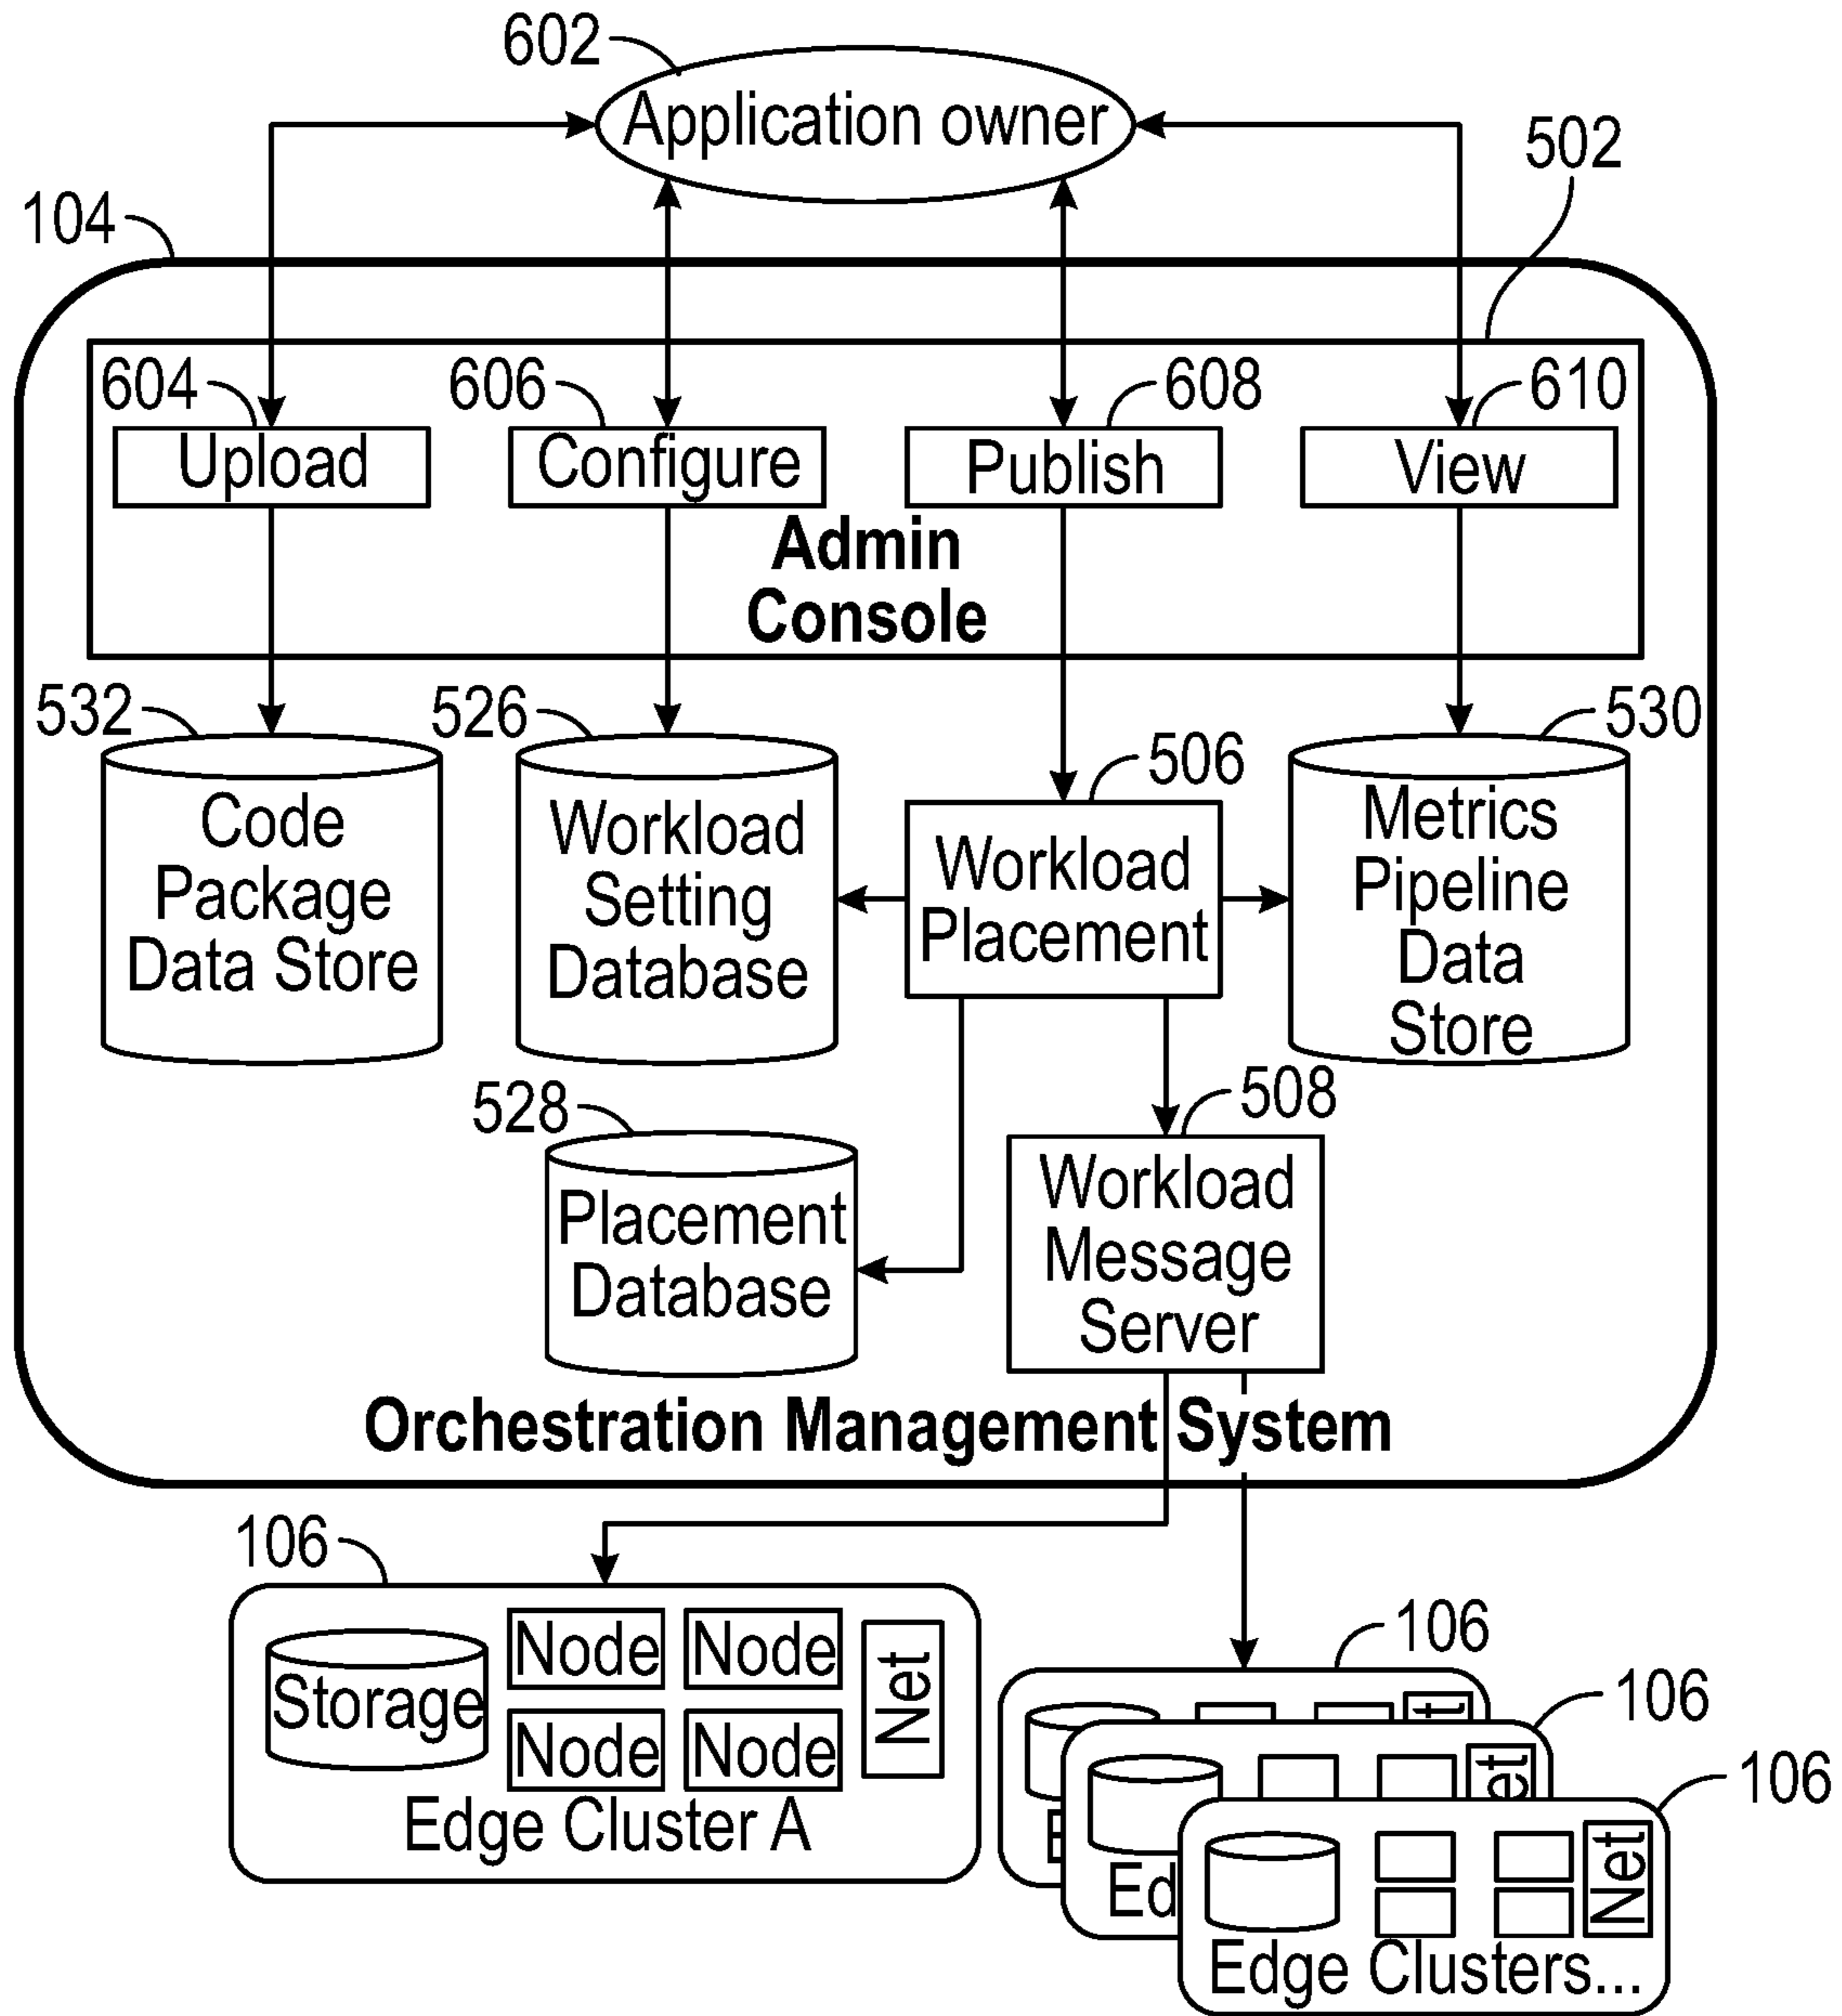 602
Application owner
502
104
604
606
608
610
Upload
Configure
Publish
View
Admin
Console
532
526
506
530
Code
Package
Data Store
Workload
Setting
Database
Workload
Placement
Metrics
Pipeline
Data
Store
528
508
Placement
Database
Workload
Message
Server
Orchestration Management System
106
Storage
Node
Node
Node
Node
Net
Edge Cluster A
106
t
106
et
Ed
106
Net
Edge Clusters...